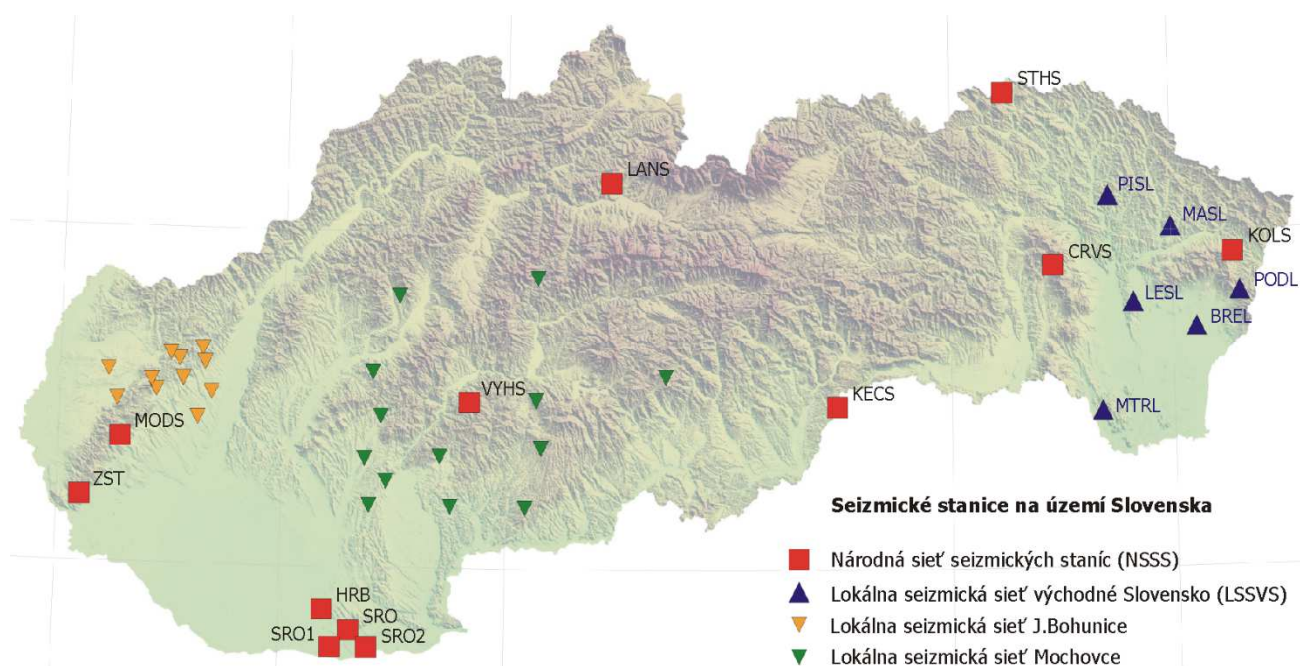 STHS
LANS
PISL
MASL
KOLS
CRVS
PODL
LESL
BREL
VYHS
KECS
MTRL
MODS
ZST
HRB
SRO
SRO1
SRO2
Seizmické stanice na území Slovenska
Národná sieť seizmických staníc (NSSS)
Lokálna seizmická sieť východné Slovensko (LSSVS)
Lokálna seizmická sieť J.Bohunice
Lokálna seizmická sieť Mochovce